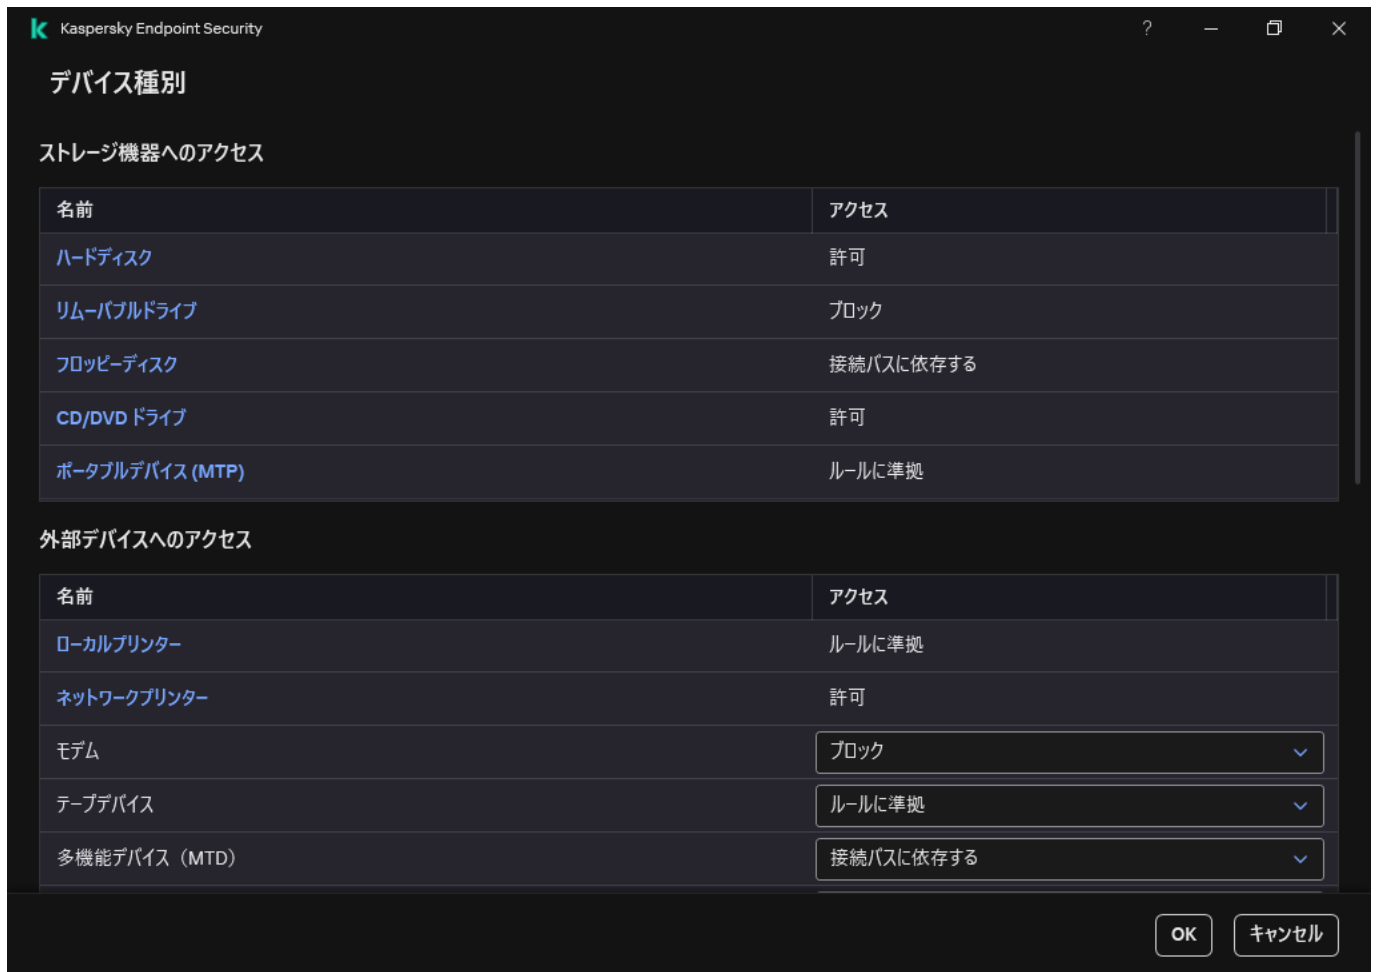 Kaspersky Endpoint Security
デバイス種別
ストレージ機器へのアクセス
名前 アクセス
ハードディスク 許可
リムーバブルドライブ ブロック
フロッピーディスク 接続バスに依存する
CD/DVD ドライブ 許可
ポータブルデバイス (MTP) ルールに準拠
外部デバイスへのアクセス
名前 アクセス
ローカルプリンター ルールに準拠
ネットワークプリンター 許可
モデム ブロック
テープデバイス ルールに準拠
多機能デバイス（MTD） 接続バスに依存する
OK キャンセル